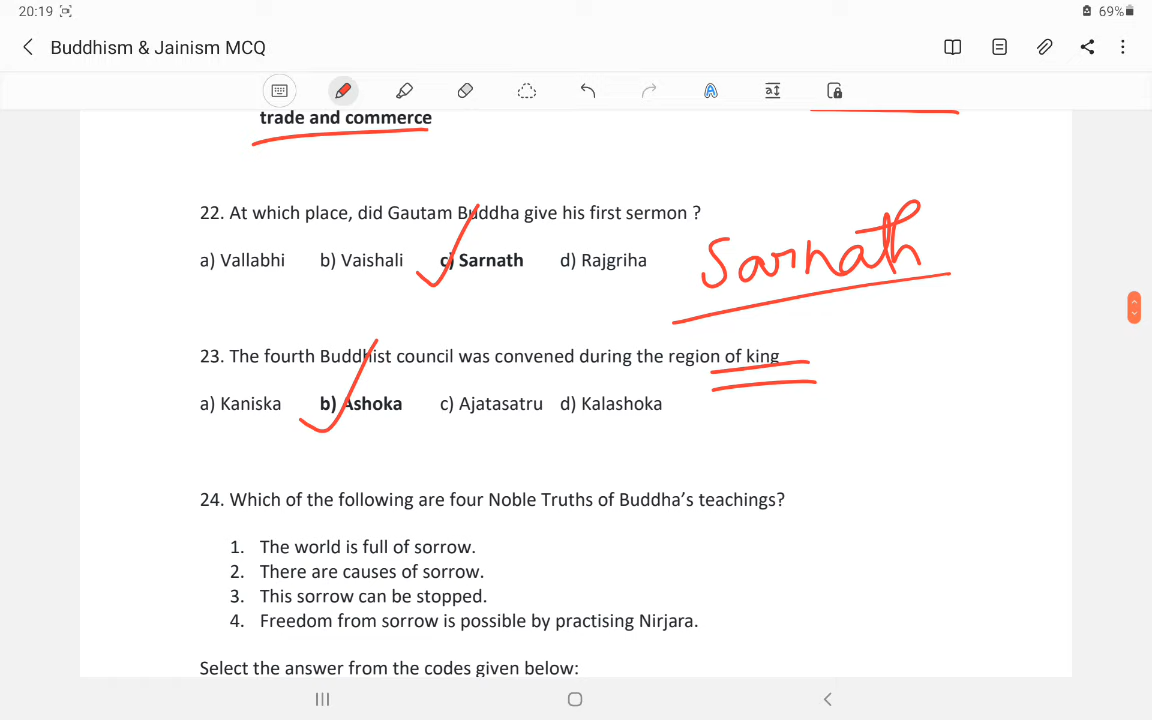 20:19 69%
Buddhism & Jainism MCQ
trade and commerce
22. At which place, did Gautam Buddha give his first sermon ?
a) Vallabhi b) Vaishali c) Sarnath d) Rajgriha
Sarnath
23. The fourth Buddhist council was convened during the region of king
a) Kaniska b) Ashoka c) Ajatasatru d) Kalashoka
24. Which of the following are four Noble Truths of Buddha's teachings?
1. The world is full of sorrow.
2. There are causes of sorrow.
3. This sorrow can be stopped.
4. Freedom from sorrow is possible by practising Nirjara.
Select the answer from the codes given below: